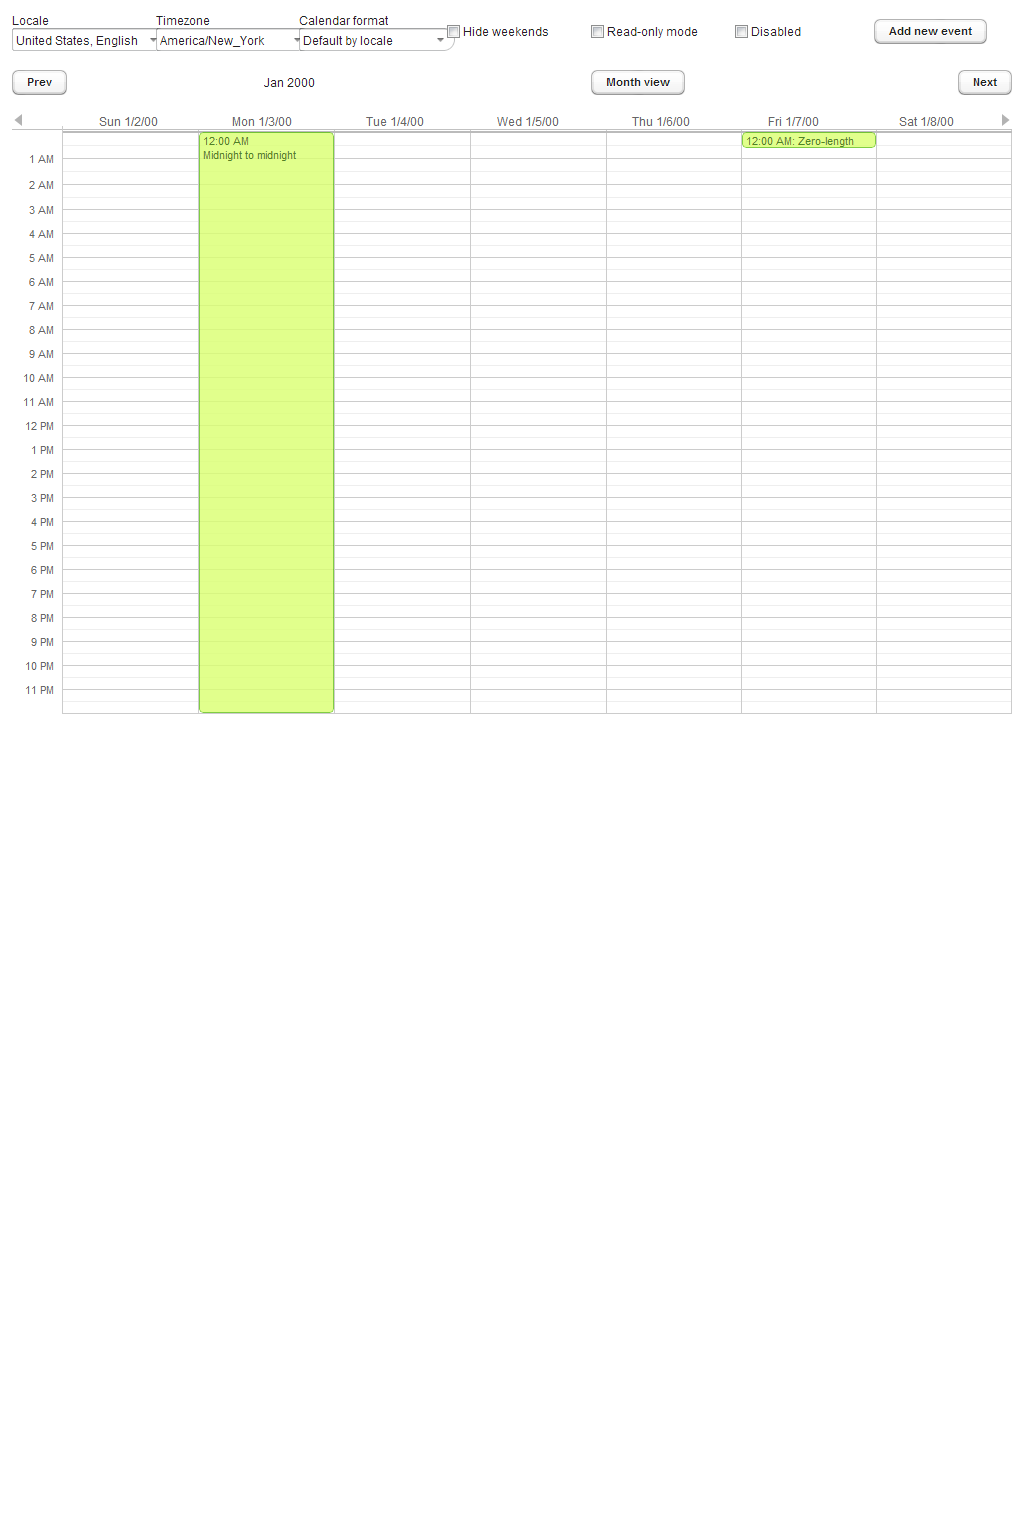 Locale Timezone Calendar format
United States, English America/New_York Default by locale Hide weekends Read-only mode Disabled Add new event
Prev Jan 2000 Month view Next
Sun 1/2/00 Mon 1/3/00 Tue 1/4/00 Wed 1/5/00 Thu 1/6/00 Fri 1/7/00 Sat 1/8/00
12:00 AM 12:00 AM: Zero-length
Midnight to midnight
1 AM
2 AM
3 AM
4 AM
5 AM
6 AM
7 AM
8 AM
9 AM
10 AM
11 AM
12 PM
1 PM
2 PM
3 PM
4 PM
5 PM
6 PM
7 PM
8 PM
9 PM
10 PM
11 PM